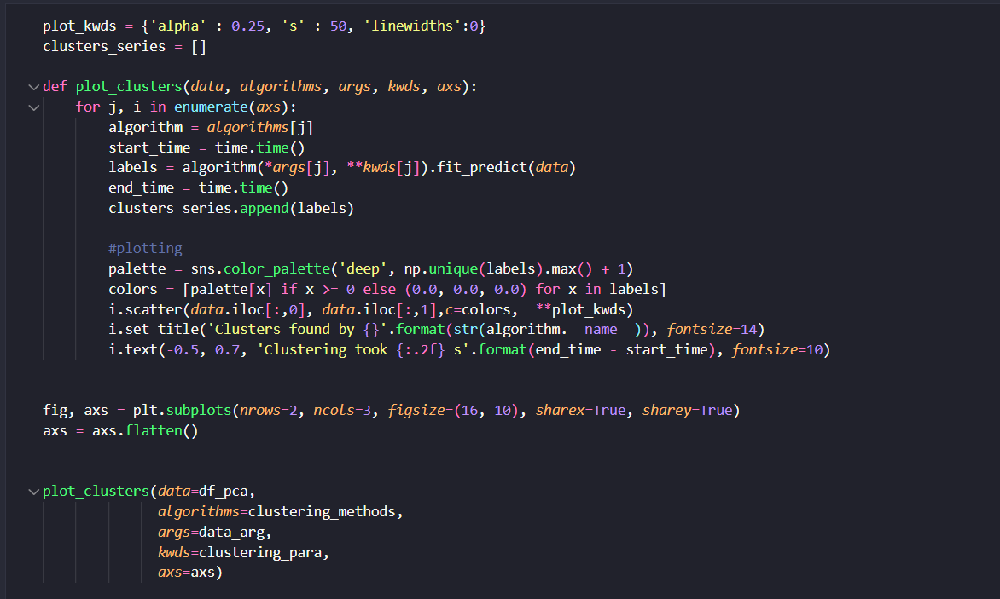 plot_kwds = {'alpha' : 0.25, 's' : 50, 'linewidths':0}
clusters_series = []
def plot_clusters(data, algorithms, args, kwds, axs):
    for j, i in enumerate(axs):
        algorithm = algorithms[j]
        start_time = time.time()
        labels = algorithm(*args[j], **kwds[j]).fit_predict(data)
        end_time = time.time()
        clusters_series.append(labels)
        #plotting
        palette = sns.color_palette('deep', np.unique(labels).max() + 1)
        colors = [palette[x] if x >= 0 else (0.0, 0.0, 0.0) for x in labels]
        i.scatter(data.iloc[:,0], data.iloc[:,1],c=colors,  **plot_kwds)
        i.set_title('Clusters found by {}'.format(str(algorithm.__name__)), fontsize=14)
        i.text(-0.5, 0.7, 'Clustering took {:.2f} s'.format(end_time - start_time), fontsize=10)
fig, axs = plt.subplots(nrows=2, ncols=3, figsize=(16, 10), sharex=True, sharey=True)
axs = axs.flatten()
plot_clusters(data=df_pca,
              algorithms=clustering_methods,
              args=data_arg,
              kwds=clustering_para,
              axs=axs)